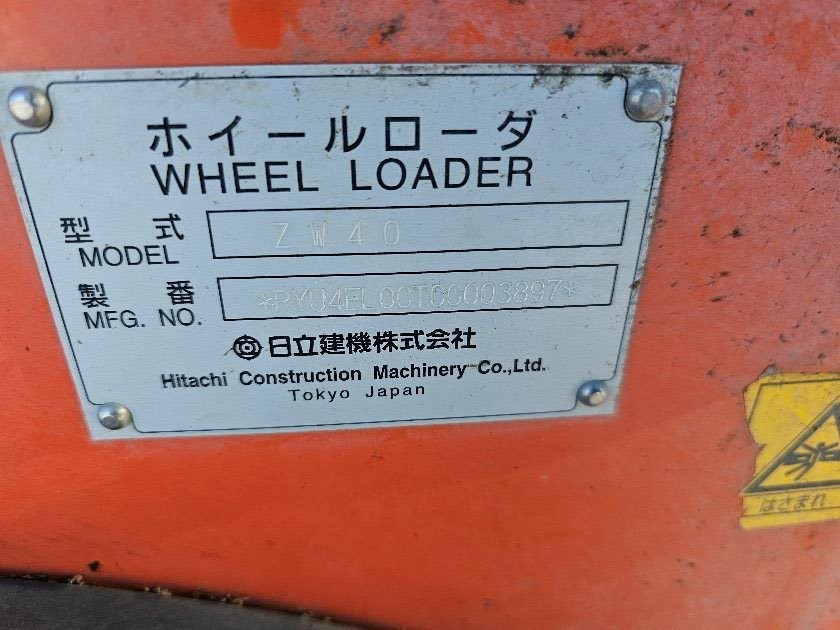 ホイールローダ
WHEEL LOADER
型 式
MODEL
ZW40
製 番
MFG. NO.
*RYU4EL00T00003897*
日立建機株式会社
Hitachi Construction Machinery Co.,Ltd.
Tokyo Japan
はさまれ